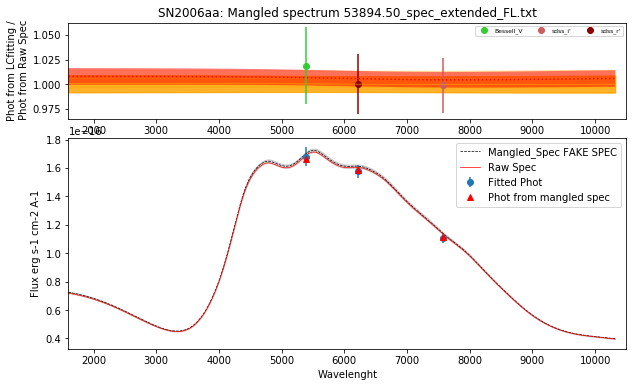 SN2006aa: Mangled spectrum 53894.50_spec_extended_FL.txt
Phot from LCfitting /
Phot from Raw Spec
1.050
1.025
1.000
0.975
Bessell_V
sdss_i'
sdss_r'
2000 3000 4000 5000 6000 7000 8000 9000 10000
Flux erg s-1 cm-2 A-1
1.8
1.6
1.4
1.2
1.0
0.8
0.6
0.4
Mangled_Spec FAKE SPEC
Raw Spec
Fitted Phot
Phot from mangled spec
2000 3000 4000 5000 6000 7000 8000 9000 10000
Wavelenght